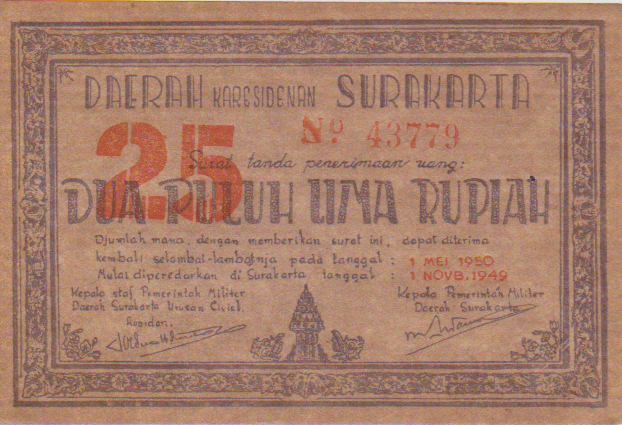 DAERAH KARESIDENAN SURAKARTA
25
No 43779
Surat tanda penerimaan uang:
DUA PULUH LIMA RUPIAH
Djumlah mana, dengan memberikan surat ini, dapat diterima
kembali selambat-lambatnja pada tanggal : 1 MEI 1950
Mulai diperedarkan di Surakarta tanggal : 1 NOVB. 1949
Kepala staf Pemerintah Militer
Daerah Surakarta Urusan Civiel.
Kepala Pemerintah Militer
Daerah Surakarta